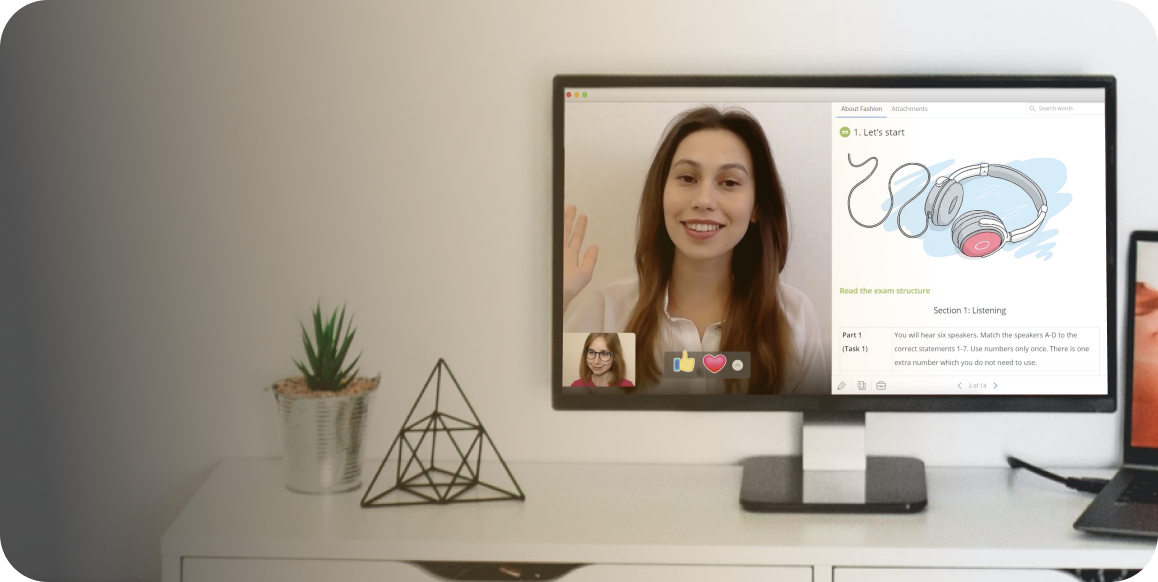 About Fashion Attachments Search words
1. Let's start
Read the exam structure
Section 1: Listening
Part 1 You will hear six speakers. Match the speakers A-D to the
(Task 1) correct statements 1-7. Use numbers only once. There is one
extra number which you do not need to use.
2 of 14